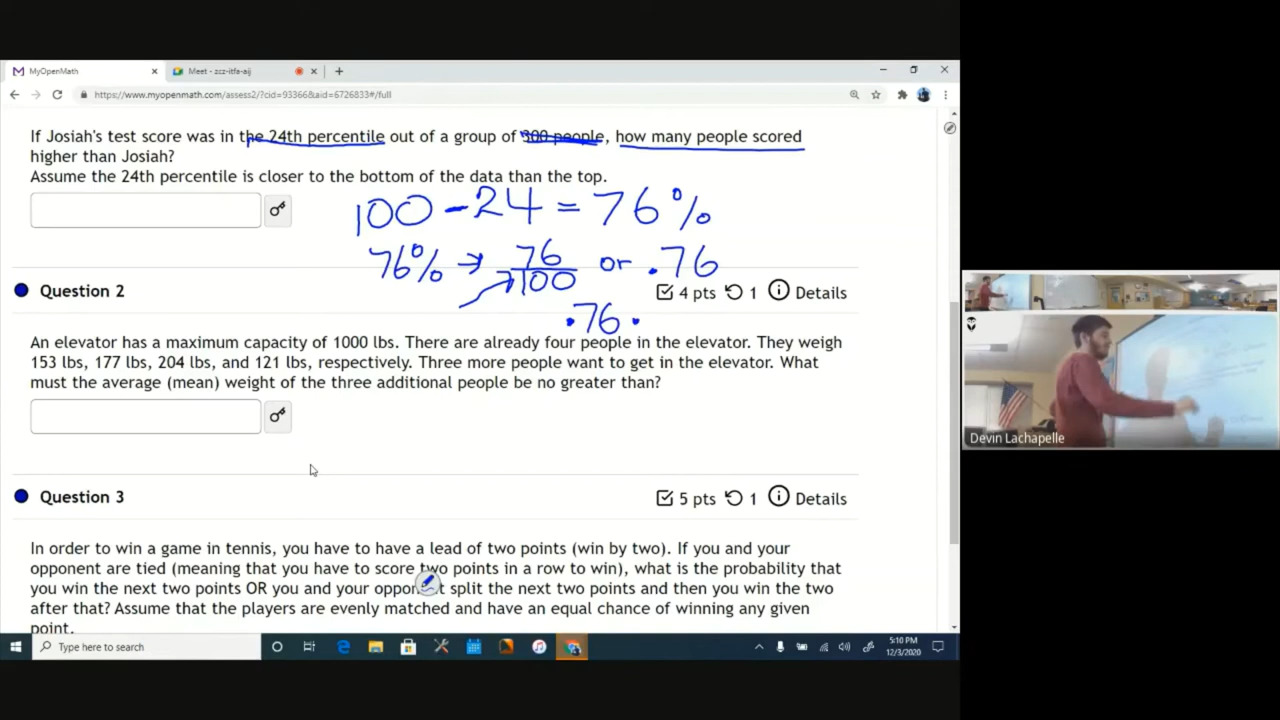 MyOpenMath
Meet - zcz-itfa-aij
https://www.myopenmath.com/assess2/?cid=93366&aid=6726833#/full
If Josiah's test score was in the 24th percentile out of a group of 300 people, how many people scored
higher than Josiah?
Assume the 24th percentile is closer to the bottom of the data than the top.
100 - 24 = 76%
76% → 76/100 or .76
.76 .
Question 2
4 pts 1 Details
An elevator has a maximum capacity of 1000 lbs. There are already four people in the elevator. They weigh
153 lbs, 177 lbs, 204 lbs, and 121 lbs, respectively. Three more people want to get in the elevator. What
must the average (mean) weight of the three additional people be no greater than?
Question 3
5 pts 1 Details
In order to win a game in tennis, you have to have a lead of two points (win by two). If you and your
opponent are tied (meaning that you have to score two points in a row to win), what is the probability that
you win the next two points OR you and your opponent split the next two points and then you win the two
after that? Assume that the players are evenly matched and have an equal chance of winning any given
point.
Type here to search
5:10 PM
12/3/2020
Devin Lachapelle